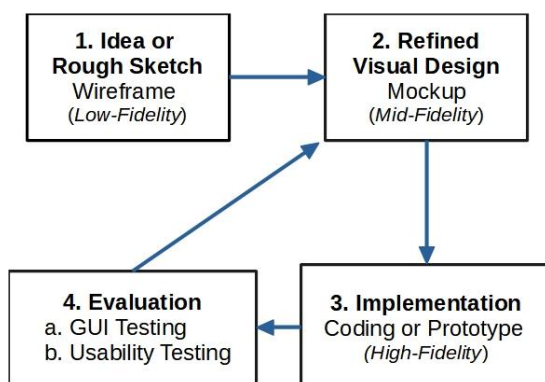 1. Idea or
Rough Sketch
Wireframe
(Low-Fidelity)
2. Refined
Visual Design
Mockup
(Mid-Fidelity)
3. Implementation
Coding or Prototype
(High-Fidelity)
4. Evaluation
a. GUI Testing
b. Usability Testing